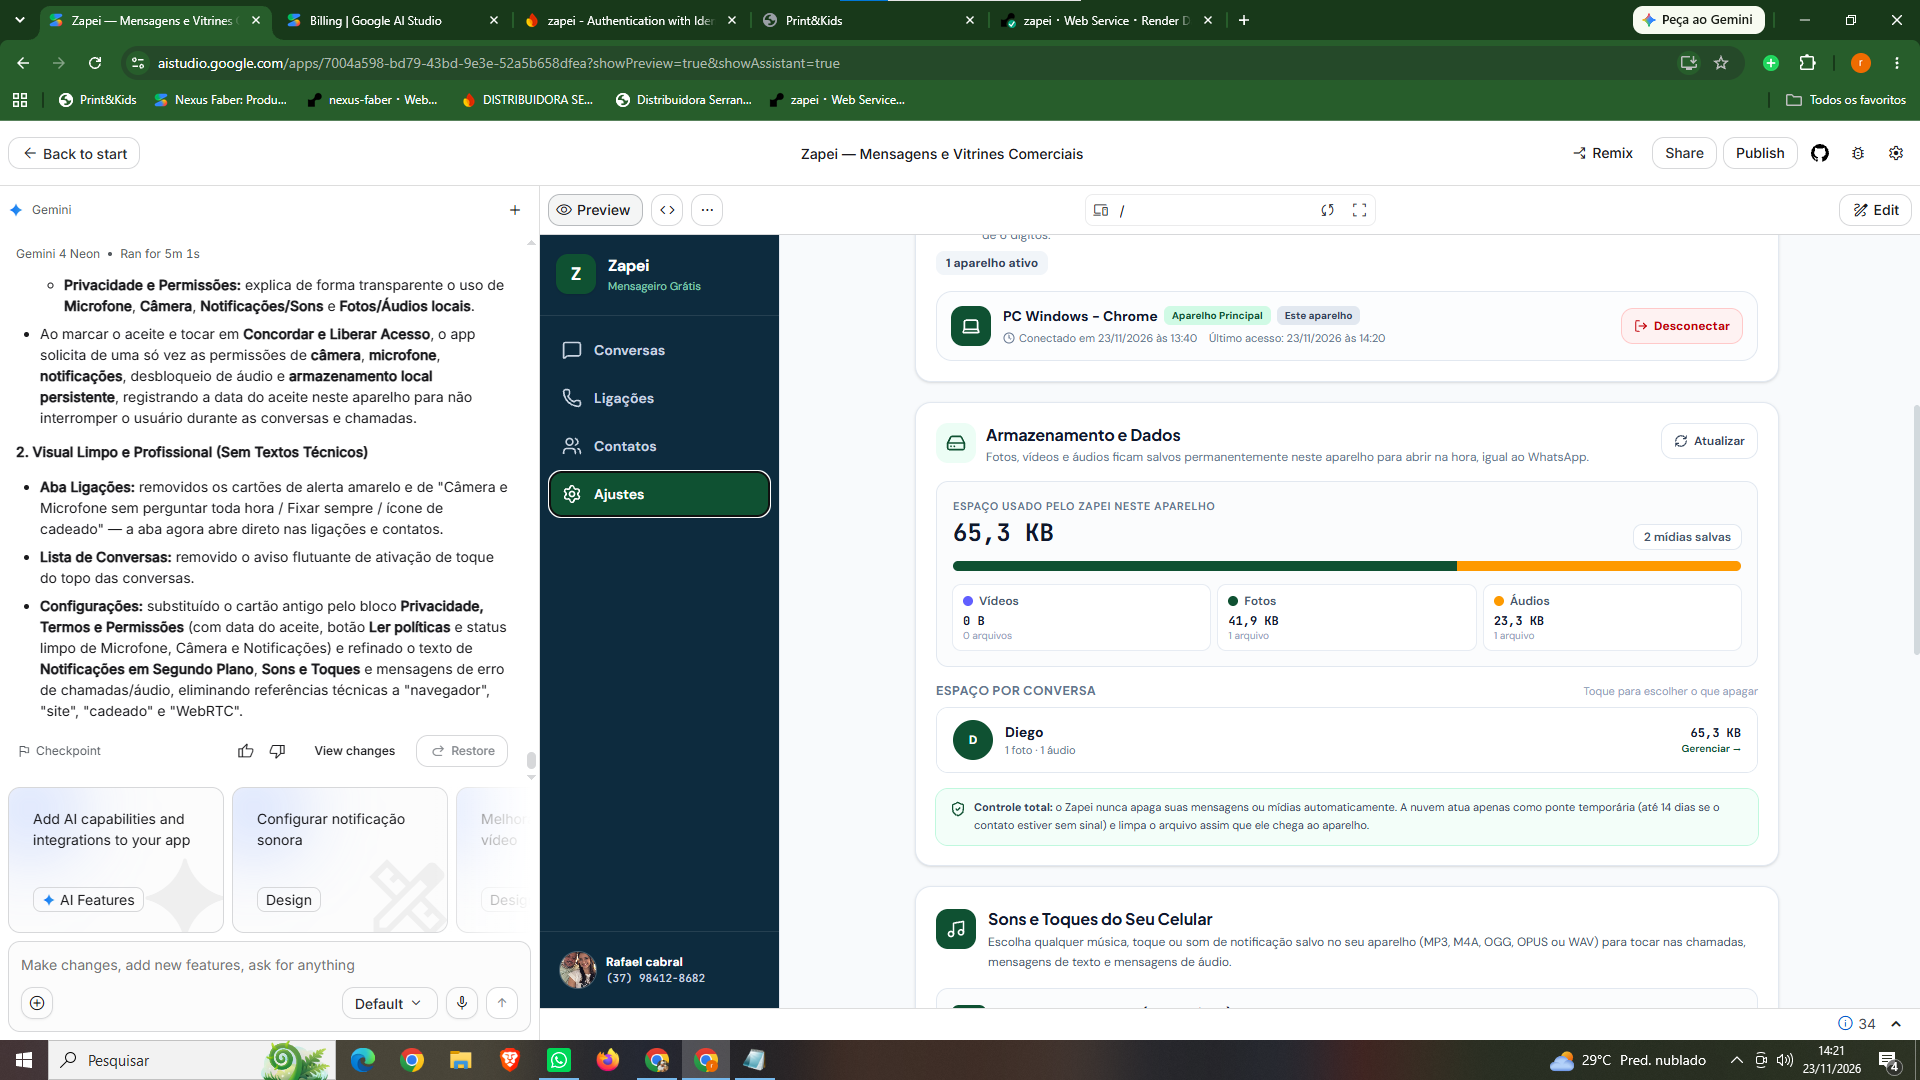 Zapei — Mensagens e Vitrines C
Billing | Google AI Studio
zapei - Authentication with Ide
Print&Kids
zapei · Web Service · Render D
Peça ao Gemini
aistudio.google.com/apps/7004a598-bd79-43bd-9e3e-52a5b658dfea?showPreview=true&showAssistant=true
r
Print&Kids
Nexus Faber: Produ...
nexus-faber · Web...
DISTRIBUIDORA SE...
Distribuidora Serran...
zapei · Web Service...
Todos os favoritos
Back to start
Zapei — Mensagens e Vitrines Comerciais
Remix
Share
Publish
Gemini
Preview
/
Edit
Gemini 4 Neon • Ran for 5m 1s
Privacidade e Permissões: explica de forma transparente o uso de
Microfone, Câmera, Notificações/Sons e Fotos/Áudios locais.
Ao marcar o aceite e tocar em Concordar e Liberar Acesso, o app
solicita de uma só vez as permissões de câmera, microfone,
notificações, desbloqueio de áudio e armazenamento local
persistente, registrando a data do aceite neste aparelho para não
interromper o usuário durante as conversas e chamadas.
2. Visual Limpo e Profissional (Sem Textos Técnicos)
Aba Ligações: removidos os cartões de alerta amarelo e de "Câmera e
Microfone sem perguntar toda hora / Fixar sempre / ícone de
cadeado" — a aba agora abre direto nas ligações e contatos.
Lista de Conversas: removido o aviso flutuante de ativação de toque
do topo das conversas.
Configurações: substituído o cartão antigo pelo bloco Privacidade,
Termos e Permissões (com data do aceite, botão Ler políticas e status
limpo de Microfone, Câmera e Notificações) e refinado o texto de
Notificações em Segundo Plano, Sons e Toques e mensagens de erro
de chamadas/áudio, eliminando referências técnicas a "navegador",
"site", "cadeado" e "WebRTC".
Checkpoint
View changes
Restore
Add AI capabilities and
integrations to your app
AI Features
Configurar notificação
sonora
Design
Melho
vídeo
Desig
Make changes, add new features, ask for anything
Default
Z
Zapei
Mensageiro Grátis
Conversas
Ligações
Contatos
Ajustes
Rafael cabral
(37) 98412-8682
de 6 dígitos.
1 aparelho ativo
PC Windows - Chrome
Aparelho Principal
Este aparelho
Conectado em 23/11/2026 às 13:40
Último acesso: 23/11/2026 às 14:20
Desconectar
Armazenamento e Dados
Fotos, vídeos e áudios ficam salvos permanentemente neste aparelho para abrir na hora, igual ao WhatsApp.
Atualizar
ESPAÇO USADO PELO ZAPEI NESTE APARELHO
65,3 KB
2 mídias salvas
Vídeos
0 B
0 arquivos
Fotos
41,9 KB
1 arquivo
Áudios
23,3 KB
1 arquivo
ESPAÇO POR CONVERSA
Toque para escolher o que apagar
D
Diego
1 foto · 1 áudio
65,3 KB
Gerenciar →
Controle total: o Zapei nunca apaga suas mensagens ou mídias automaticamente. A nuvem atua apenas como ponte temporária (até 14 dias se o
contato estiver sem sinal) e limpa o arquivo assim que ele chega ao aparelho.
Sons e Toques do Seu Celular
Escolha qualquer música, toque ou som de notificação salvo no seu aparelho (MP3, M4A, OGG, OPUS ou WAV) para tocar nas chamadas,
mensagens de texto e mensagens de áudio.
34
Pesquisar
29°C Pred. nublado
14:21
23/11/2026
4